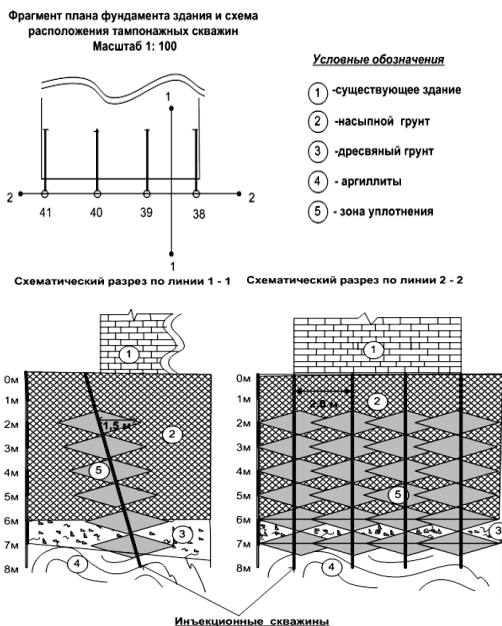 Фрагмент плана фундамента здания и схема
расположения тампонажных скважин
Масштаб 1: 100
Условные обозначения
1 -существующее здание
2 -насыпной грунт
3 -дресвяный грунт
4 - аргиллиты
5 - зона уплотнения
1
2 2
41 40 39 38
1
Схематический разрез по линии 1 - 1
1
0м
1м
2м
3м
4м
5м
6м
7м
8м
1,5 м
2
5
3
4
Схематический разрез по линии 2 - 2
1
0м
1м
2м
3м
4м
5м
6м
7м
8м
2,0 м
2
5
3
4
Инъекционные скважины